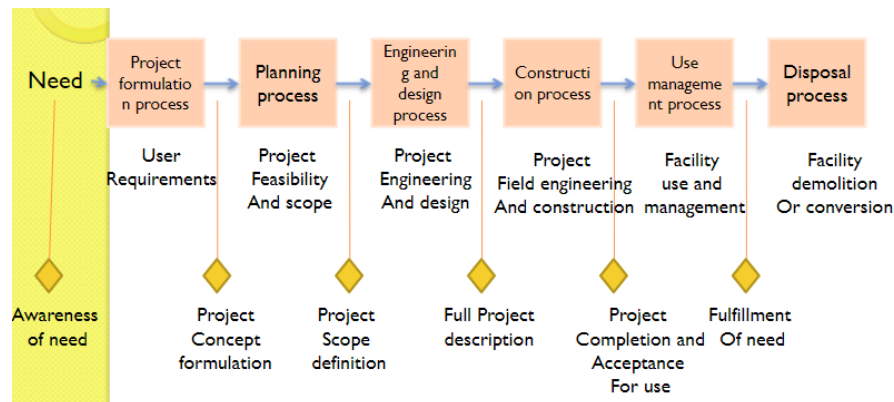 Need
Project
formulatio
n process
Planning
process
Engineerin
g and
design
process
Constructi
on process
Use
manageme
nt process
Disposal
process
User
Requirements
Project
Feasibility
And scope
Project
Engineering
And design
Project
Field engineering
And construction
Facility
use and
management
Facility
demolition
Or conversion
Awareness
of need
Project
Concept
formulation
Project
Scope
definition
Full Project
description
Project
Completion and
Acceptance
For use
Fulfillment
Of need